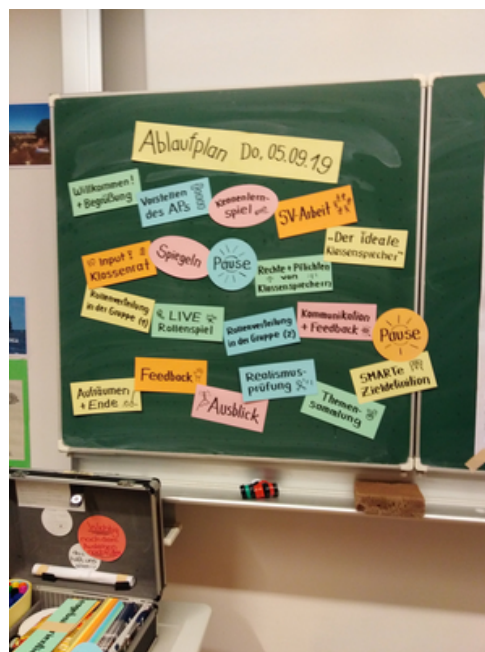 Ablaufplan Do, 05.09.19
Willkommen!
+ Begrüßung
Vorstellen
des APs
Kennenlern-
spiel
SV-Arbeit
"Der ideale
Klassensprecher"
Rechte + Pflichten
von
Klassensprechern
Pause
Spiegeln
Input
Klassenrat
Rollenverteilung
in der Gruppe (1)
LIVE
Rollenspiel
Rollenverteilung
in der Gruppe (2)
Kommunikation
+ Feedback
Pause
SMARTe
Zieldefinition
Themen-
sammlung
Realismus-
prüfung
Ausblick
Feedback
Aufräumen
+ Ende